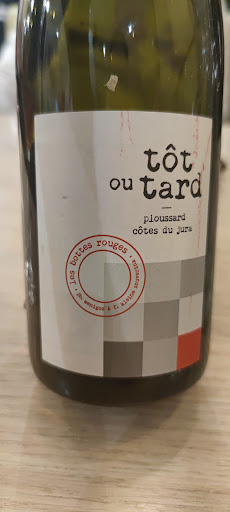 tôt
ou tard
ploussard
côtes du jura
les bottes rouges